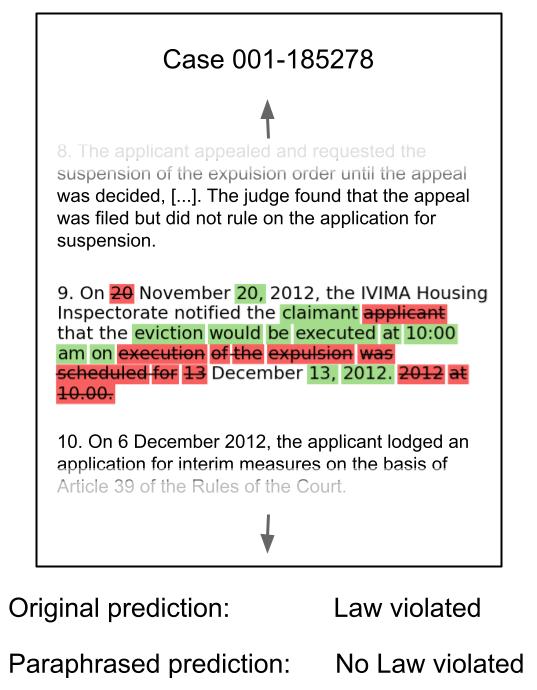 Case 001-185278
8. The applicant appealed and requested the
suspension of the expulsion order until the appeal
was decided, [...]. The judge found that the appeal
was filed but did not rule on the application for
suspension.
9. On 20 November 20, 2012, the IVIMA Housing
Inspectorate notified the claimant applicant
that the eviction would be executed at 10:00
am on execution of the expulsion was
scheduled for 13 December 13, 2012. 2012 at
10.00.
10. On 6 December 2012, the applicant lodged an
application for interim measures on the basis of
Article 39 of the Rules of the Court.
Original prediction: Law violated
Paraphrased prediction: No Law violated